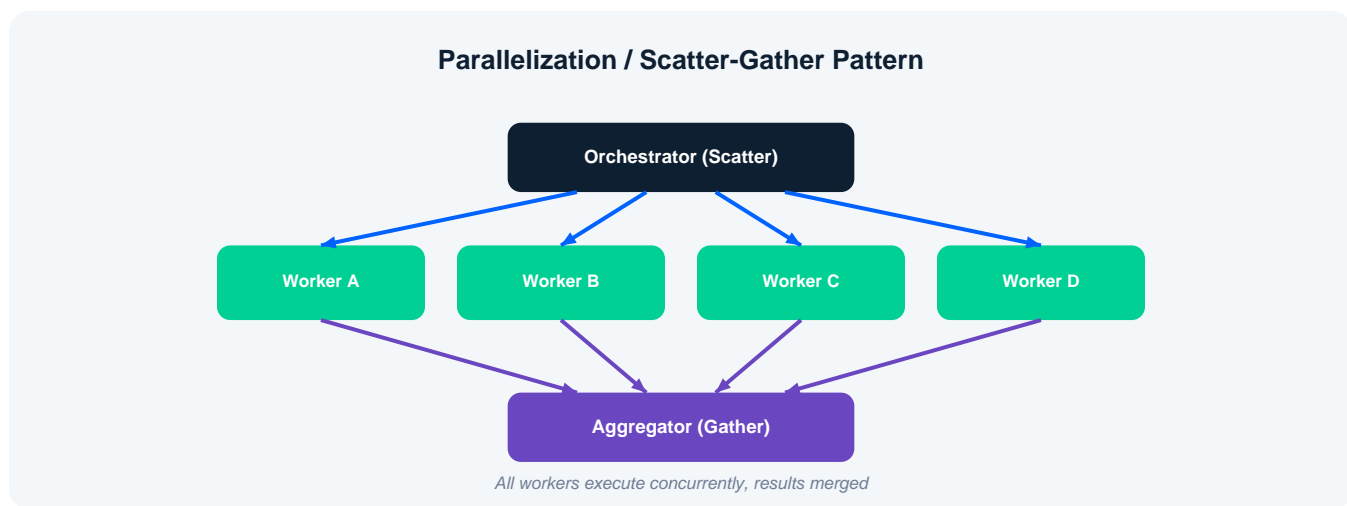 Parallelization / Scatter-Gather Pattern
Orchestrator (Scatter)
Worker A
Worker B
Worker C
Worker D
Aggregator (Gather)
All workers execute concurrently, results merged